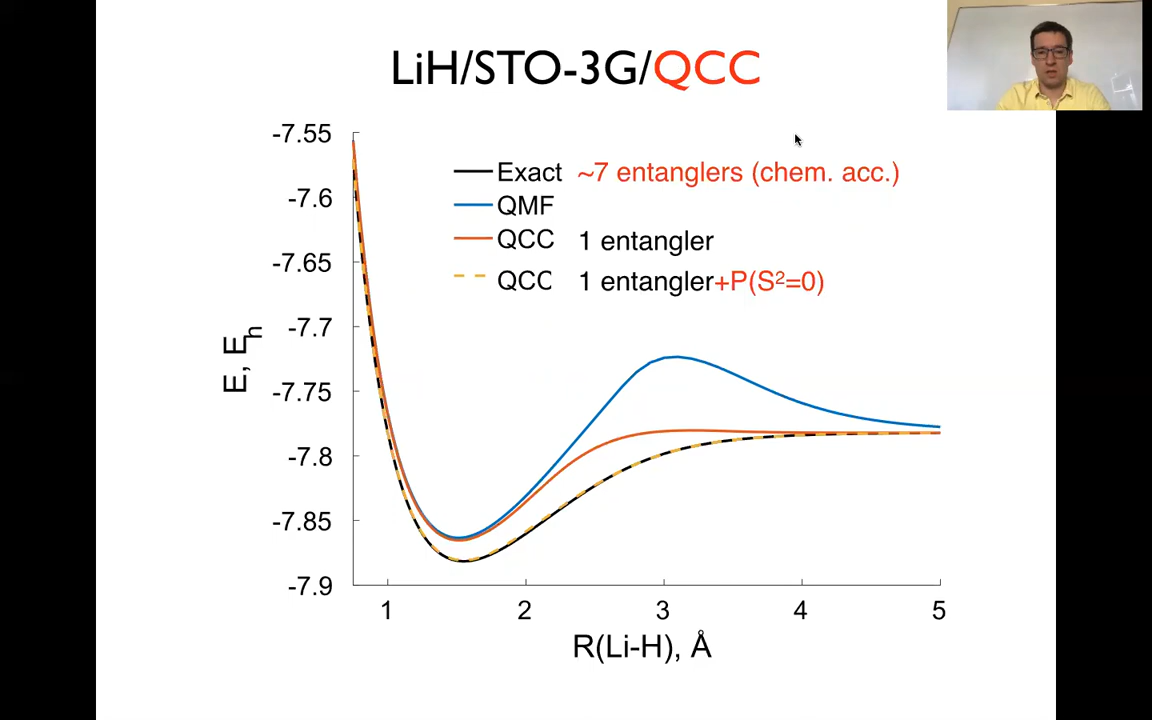 LiH/STO-3G/QCC
-7.55
-7.6
-7.65
-7.7
-7.75
-7.8
-7.85
-7.9
E, Eh
Exact ~7 entanglers (chem. acc.)
QMF
QCC 1 entangler
QCC 1 entangler+P(S²=0)
1 2 3 4 5
R(Li-H), Å